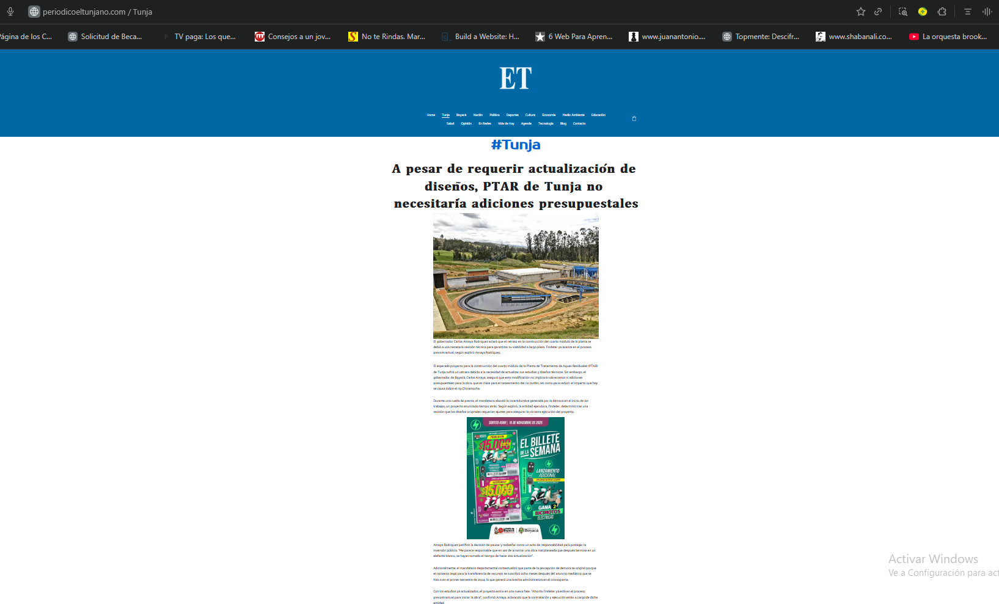 periodicoeltunjano.com / Tunja
Página de los C...
Solicitud de Beca...
TV paga: Los que...
Consejos a un jov...
No te Rindas. Mar...
Build a Website: H...
6 Web Para Apren...
www.juanantonio....
Topmente: Descifr...
www.shabanali.co...
La orquesta brook...
ET
Home Tunja Boyacá Nación Política Deportes Cultura Economía Medio Ambiente Educación
Salud Opinión En Redes Vida de Hoy Agenda Tecnología Blog Contacto
#Tunja
A pesar de requerir actualización de
diseños, PTAR de Tunja no
necesitaría adiciones presupuestales
El gobernador Carlos Amaya Rodríguez aclaró que el retraso en la construcción del cuarto módulo de la planta se
debió a una necesaria revisión técnica para garantizar su viabilidad a largo plazo. Findeter ya avanza en el proceso
precontractual, según explicó Amaya Rodríguez.
El esperado proyecto para la construcción del cuarto módulo de la Planta de Tratamiento de Aguas Residuales (PTAR)
de Tunja sufrió un retraso debido a la necesidad de actualizar sus estudios y diseños técnicos. Sin embargo, el
gobernador de Boyacá, Carlos Amaya, aseguró que esta modificación no implicará sobrecostos ni adiciones
presupuestales para la obra, que es clave para el saneamiento del río Jordán, así como para reducir el impacto que hoy
se causa sobre el río Chicamocha.
Durante una rueda de prensa, el mandatario abordó la incertidumbre generada por la demora en el inicio de los
trabajos, un proyecto anunciado tiempo atrás. Según explicó, la entidad ejecutora, Findeter, determinó tras una
revisión que los diseños originales requerían ajustes para asegurar la correcta ejecución del proyecto.
SORTEO 4590 | 15 DE NOVIEMBRE DE 2025
$15.000
$15.000
EL BILLETE
DE LA SEMANA
LANZAMIENTO
ADICIONAL
GANA 2
BICIMOTOS
ELÉCTRICAS
Lotería de
Boyacá
Boyacá
Amaya Rodríguez justificó la decisión de pausar y rediseñar como un acto de responsabilidad para proteger la
inversión pública. "Me parece responsable que en vez de arrancar una obra mal planeada que después termine en un
elefante blanco, se hayan tomado el tiempo de hacer esa actualización".
Adicionalmente, el mandatario departamental contextualizó que parte de la percepción de demora se originó porque
el convenio legal para la transferencia de recursos se suscribió ocho meses después del anuncio mediático que se
hizo a en el primer semestre de 2024, lo que generó una brecha administrativa en el cronograma.
Con los estudios ya actualizados, el proyecto entra en una nueva fase. "Ahorita Findeter ya está en el proceso
precontractual para iniciar la obra", confirmó Amaya, aclarando que la contratación y ejecución están a cargo de dicha
entidad.
Activar Windows
Ve a Configuración para act